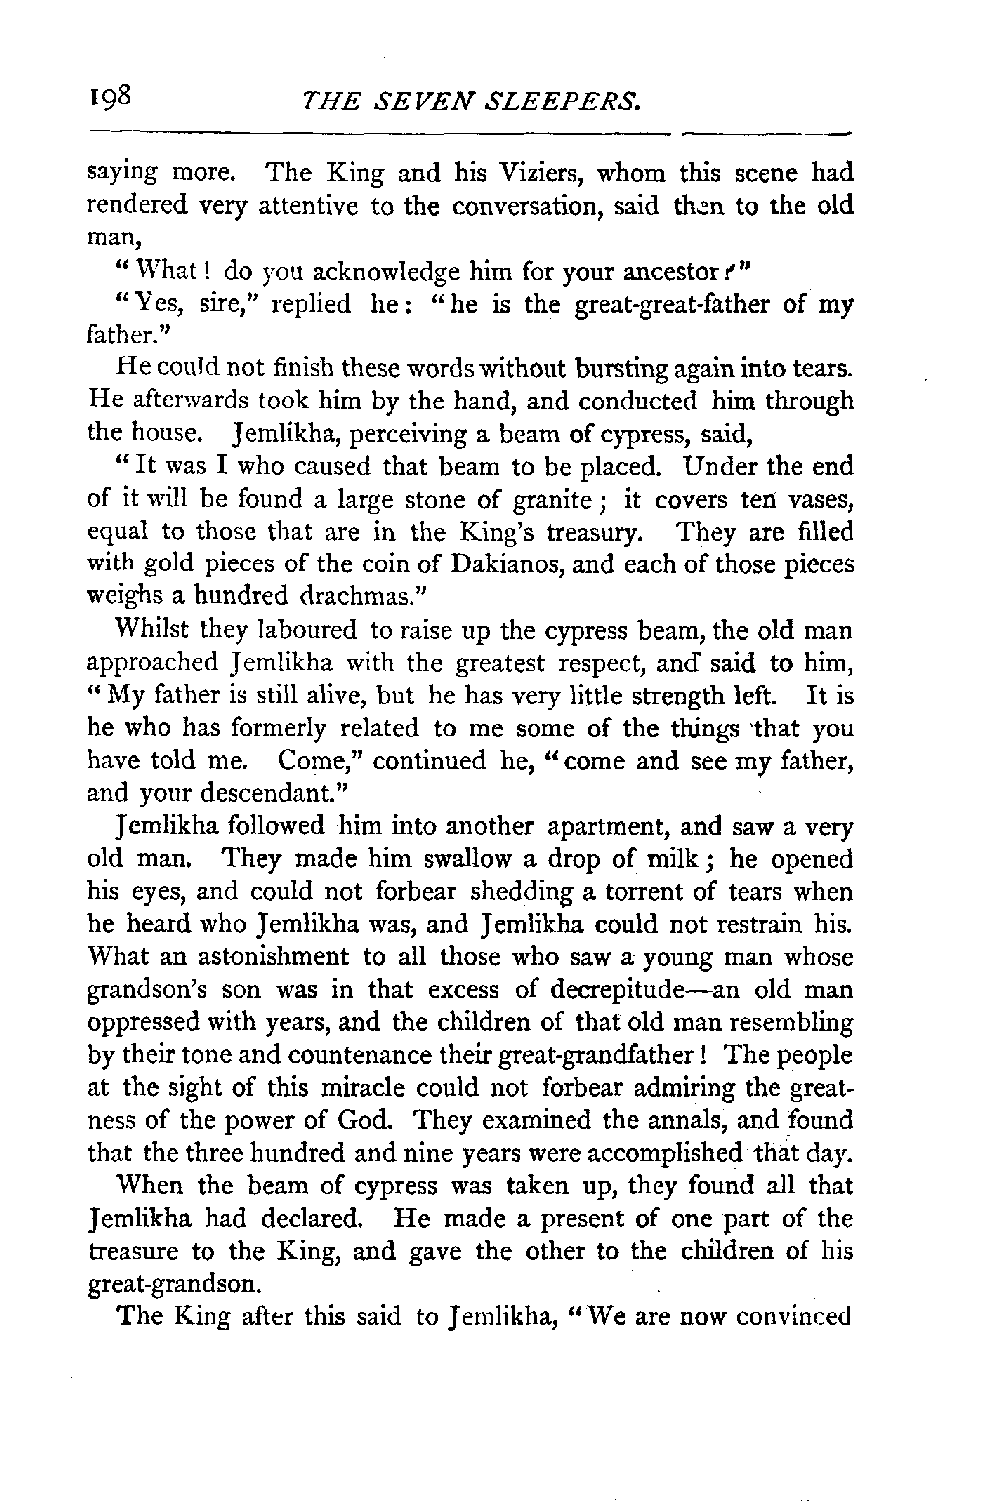 198 THE SEVEN SLEEPERS.
saying more. The King and his Viziers, whom this scene had
rendered very attentive to the conversation, said then to the old
man,
“What! do you acknowledge him for your ancestor?”
“Yes, sire,” replied he: “he is the great-great-father of my
father.”
He could not finish these words without bursting again into tears.
He afterwards took him by the hand, and conducted him through
the house. Jemlikha, perceiving a beam of cypress, said,
“It was I who caused that beam to be placed. Under the end
of it will be found a large stone of granite; it covers ten vases,
equal to those that are in the King's treasury. They are filled
with gold pieces of the coin of Dakianos, and each of those pieces
weighs a hundred drachmas.”
Whilst they laboured to raise up the cypress beam, the old man
approached Jemlikha with the greatest respect, and said to him,
“My father is still alive, but he has very little strength left. It is
he who has formerly related to me some of the things that you
have told me. Come,” continued he, “come and see my father,
and your descendant.”
Jemlikha followed him into another apartment, and saw a very
old man. They made him swallow a drop of milk; he opened
his eyes, and could not forbear shedding a torrent of tears when
he heard who Jemlikha was, and Jemlikha could not restrain his.
What an astonishment to all those who saw a young man whose
grandson's son was in that excess of decrepitude—an old man
oppressed with years, and the children of that old man resembling
by their tone and countenance their great-grandfather! The people
at the sight of this miracle could not forbear admiring the great-
ness of the power of God. They examined the annals, and found
that the three hundred and nine years were accomplished that day.
When the beam of cypress was taken up, they found all that
Jemlikha had declared. He made a present of one part of the
treasure to the King, and gave the other to the children of his
great-grandson.
The King after this said to Jemlikha, “We are now convinced